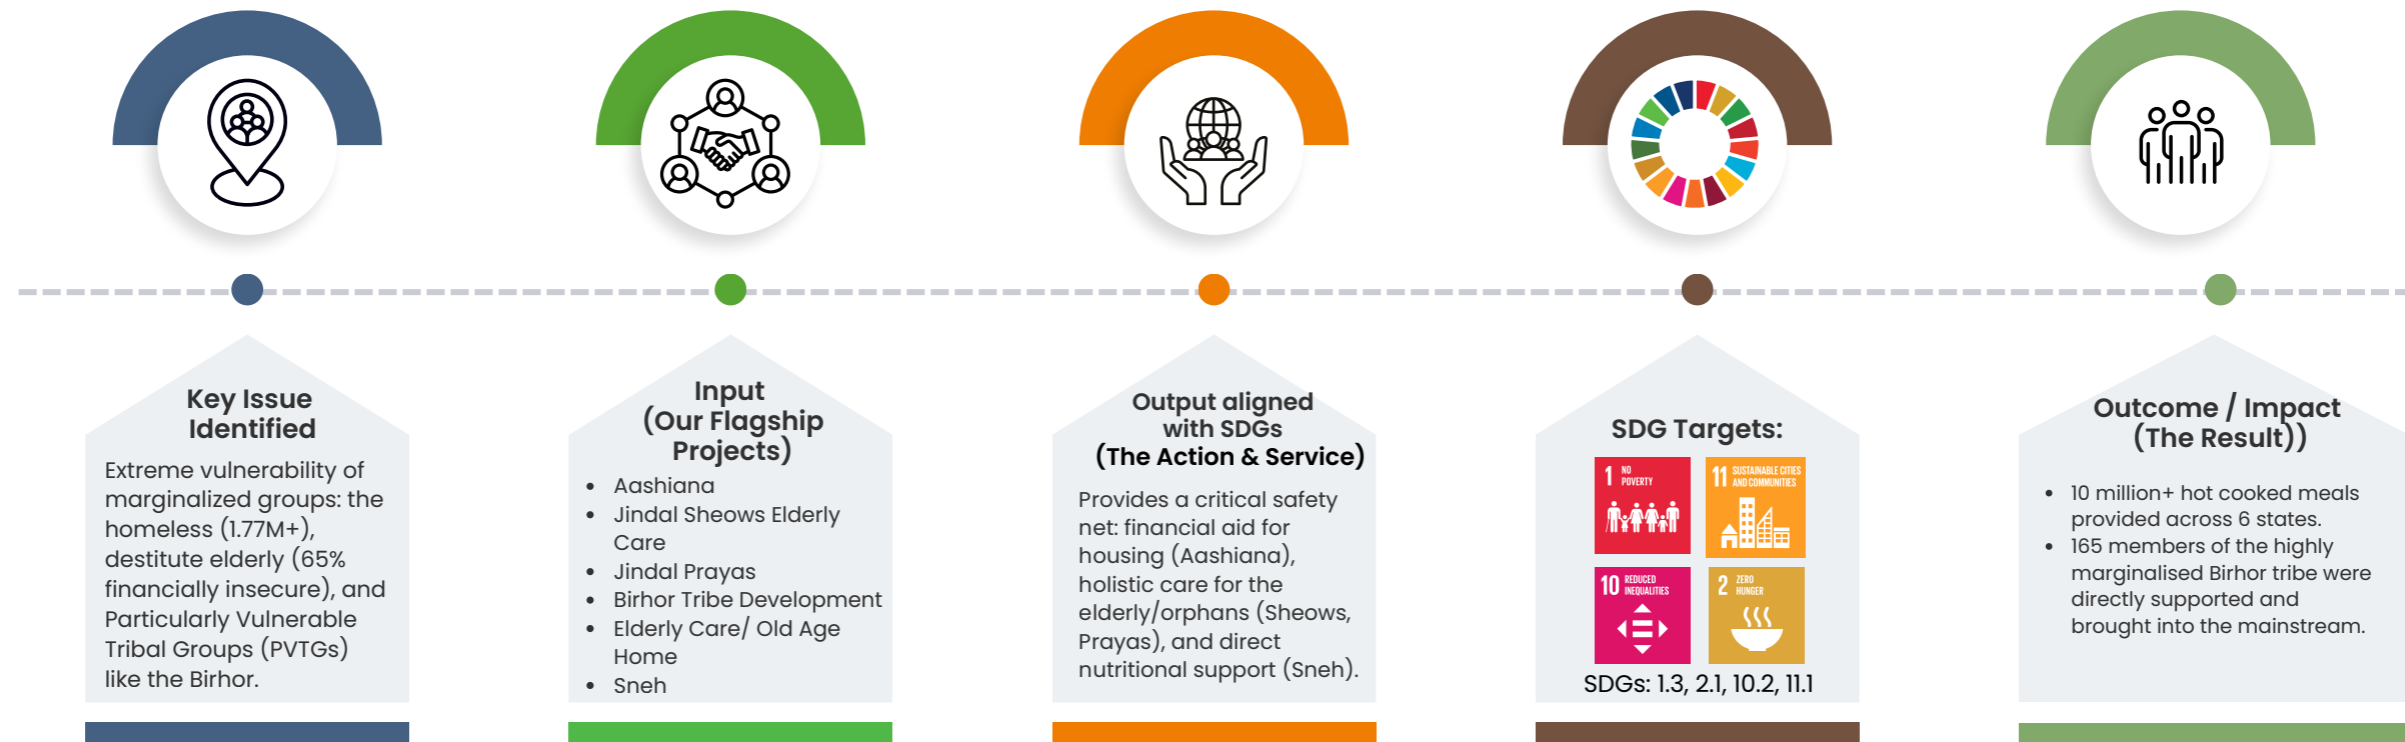 Key Issue
Identified
Extreme vulnerability of
marginalized groups: the
homeless (1.77M+),
destitute elderly (65%
financially insecure), and
Particularly Vulnerable
Tribal Groups (PVTGs)
like the Birhor.
Input
(Our Flagship
Projects)
• Aashiana
• Jindal Sheows Elderly
Care
• Jindal Prayas
• Birhor Tribe Development
• Elderly Care/ Old Age
Home
• Sneh
Output aligned
with SDGs
(The Action & Service)
Provides a critical safety
net: financial aid for
housing (Aashiana),
holistic care for the
elderly/orphans (Sheows,
Prayas), and direct
nutritional support (Sneh).
SDG Targets:
1 NO
POVERTY
11 SUSTAINABLE CITIES
AND COMMUNITIES
10 REDUCED
INEQUALITIES
2 ZERO
HUNGER
SDGs: 1.3, 2.1, 10.2, 11.1
Outcome / Impact
(The Result))
• 10 million+ hot cooked meals
provided across 6 states.
• 165 members of the highly
marginalised Birhor tribe were
directly supported and
brought into the mainstream.